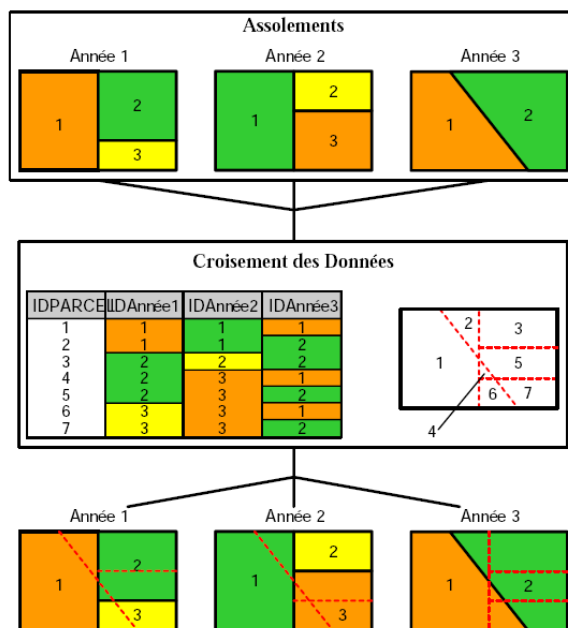 Assolements
Année 1 Année 2 Année 3
1 2 3 1 2 3 1 2
Croisement des Données
IDPARCE IDAnnée1 IDAnnée2 IDAnnée3
1 1 1 1
2 1 1 2
3 2 2 2
4 2 3 1
5 2 3 2
6 3 3 1
7 3 3 2
1 2 3 5 6 7 4
Année 1 Année 2 Année 3
1 2 3 1 2 3 1 2